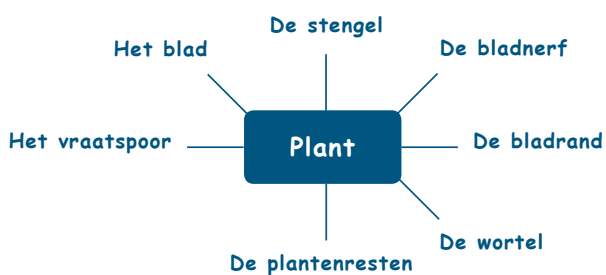 De stengel
Het blad
De bladnerf
Het vraatspoor
Plant
De bladrand
De wortel
De plantenresten